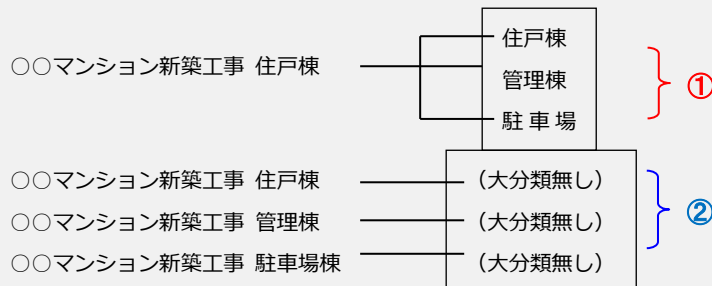 住戸棟
○○マンション新築工事 住戸棟
管理棟
①
駐車場
○○マンション新築工事 住戸棟 (大分類無し)
○○マンション新築工事 管理棟 (大分類無し)
②
○○マンション新築工事 駐車場棟 (大分類無し)